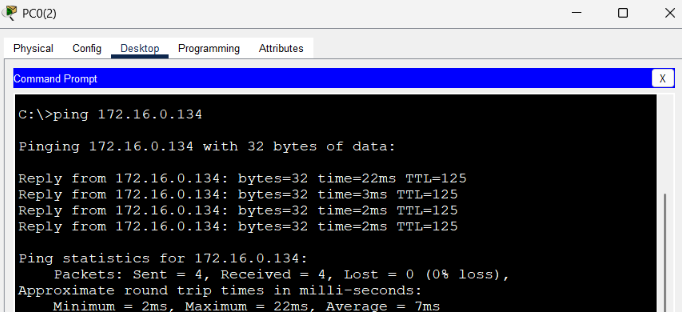 PC0(2)
Physical Config Desktop Programming Attributes
Command Prompt X
C:\>ping 172.16.0.134
Pinging 172.16.0.134 with 32 bytes of data:
Reply from 172.16.0.134: bytes=32 time=22ms TTL=125
Reply from 172.16.0.134: bytes=32 time=3ms TTL=125
Reply from 172.16.0.134: bytes=32 time=2ms TTL=125
Reply from 172.16.0.134: bytes=32 time=2ms TTL=125
Ping statistics for 172.16.0.134:
Packets: Sent = 4, Received = 4, Lost = 0 (0% loss),
Approximate round trip times in milli-seconds:
Minimum = 2ms, Maximum = 22ms, Average = 7ms